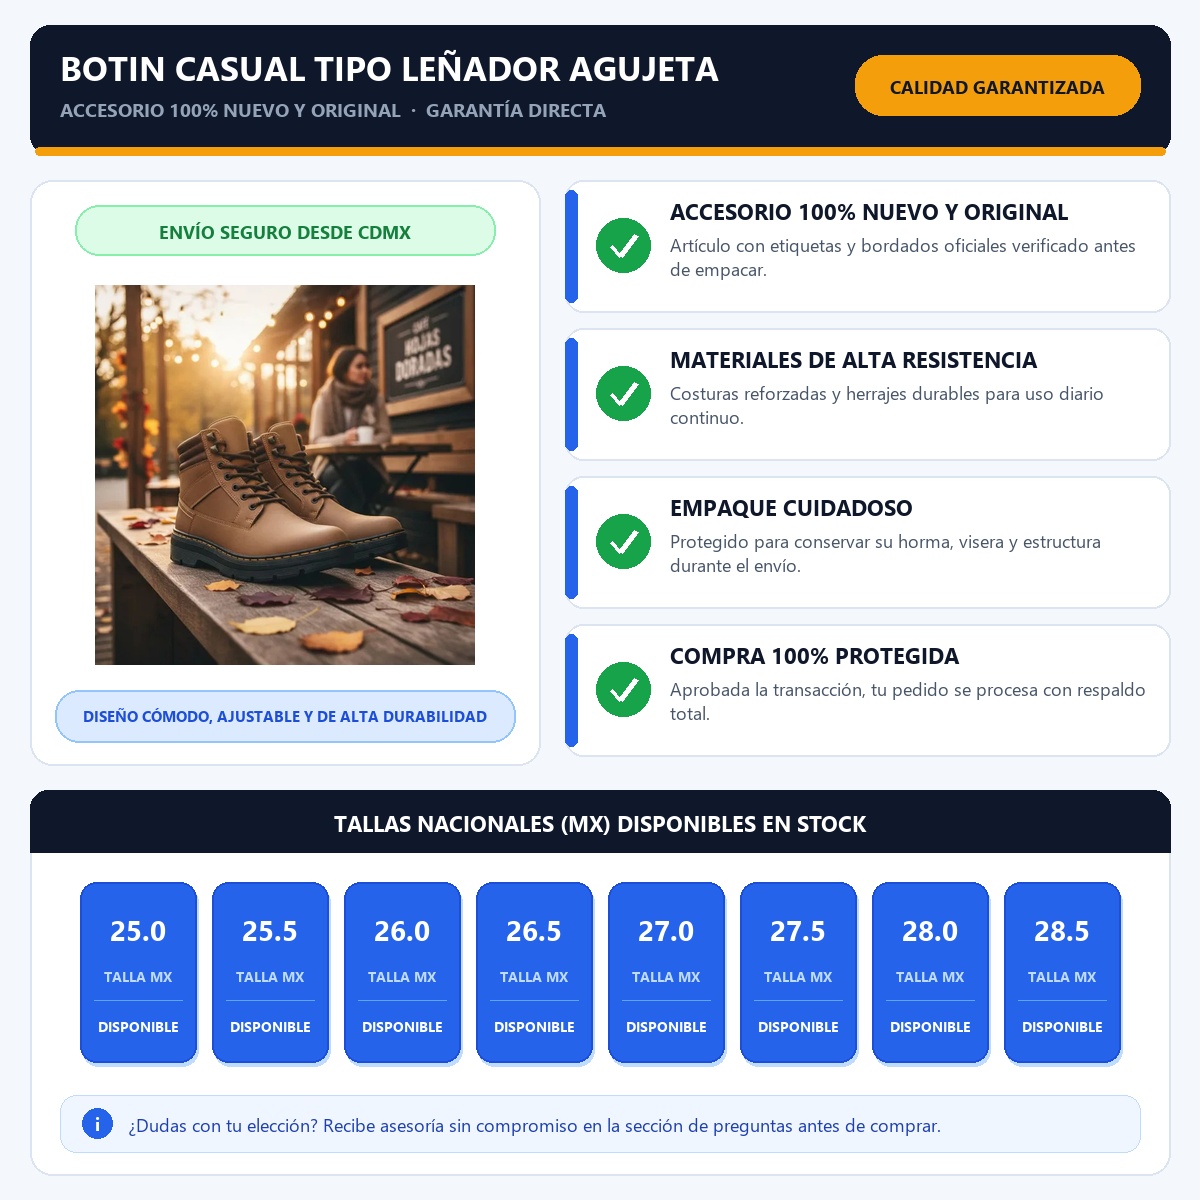 BOTIN CASUAL TIPO LEÑADOR AGUJETA
ACCESORIO 100% NUEVO Y ORIGINAL · GARANTÍA DIRECTA
CALIDAD GARANTIZADA
ENVÍO SEGURO DESDE CDMX
HOJAS
DORADAS
DISEÑO CÓMODO, AJUSTABLE Y DE ALTA DURABILIDAD
ACCESORIO 100% NUEVO Y ORIGINAL
Artículo con etiquetas y bordados oficiales verificado antes
de empacar.
MATERIALES DE ALTA RESISTENCIA
Costuras reforzadas y herrajes durables para uso diario
continuo.
EMPAQUE CUIDADOSO
Protegido para conservar su horma, visera y estructura
durante el envío.
COMPRA 100% PROTEGIDA
Aprobada la transacción, tu pedido se procesa con respaldo
total.
TALLAS NACIONALES (MX) DISPONIBLES EN STOCK
25.0 25.5 26.0 26.5 27.0 27.5 28.0 28.5
TALLA MX TALLA MX TALLA MX TALLA MX TALLA MX TALLA MX TALLA MX TALLA MX
DISPONIBLE DISPONIBLE DISPONIBLE DISPONIBLE DISPONIBLE DISPONIBLE DISPONIBLE DISPONIBLE
¿Dudas con tu elección? Recibe asesoría sin compromiso en la sección de preguntas antes de comprar.